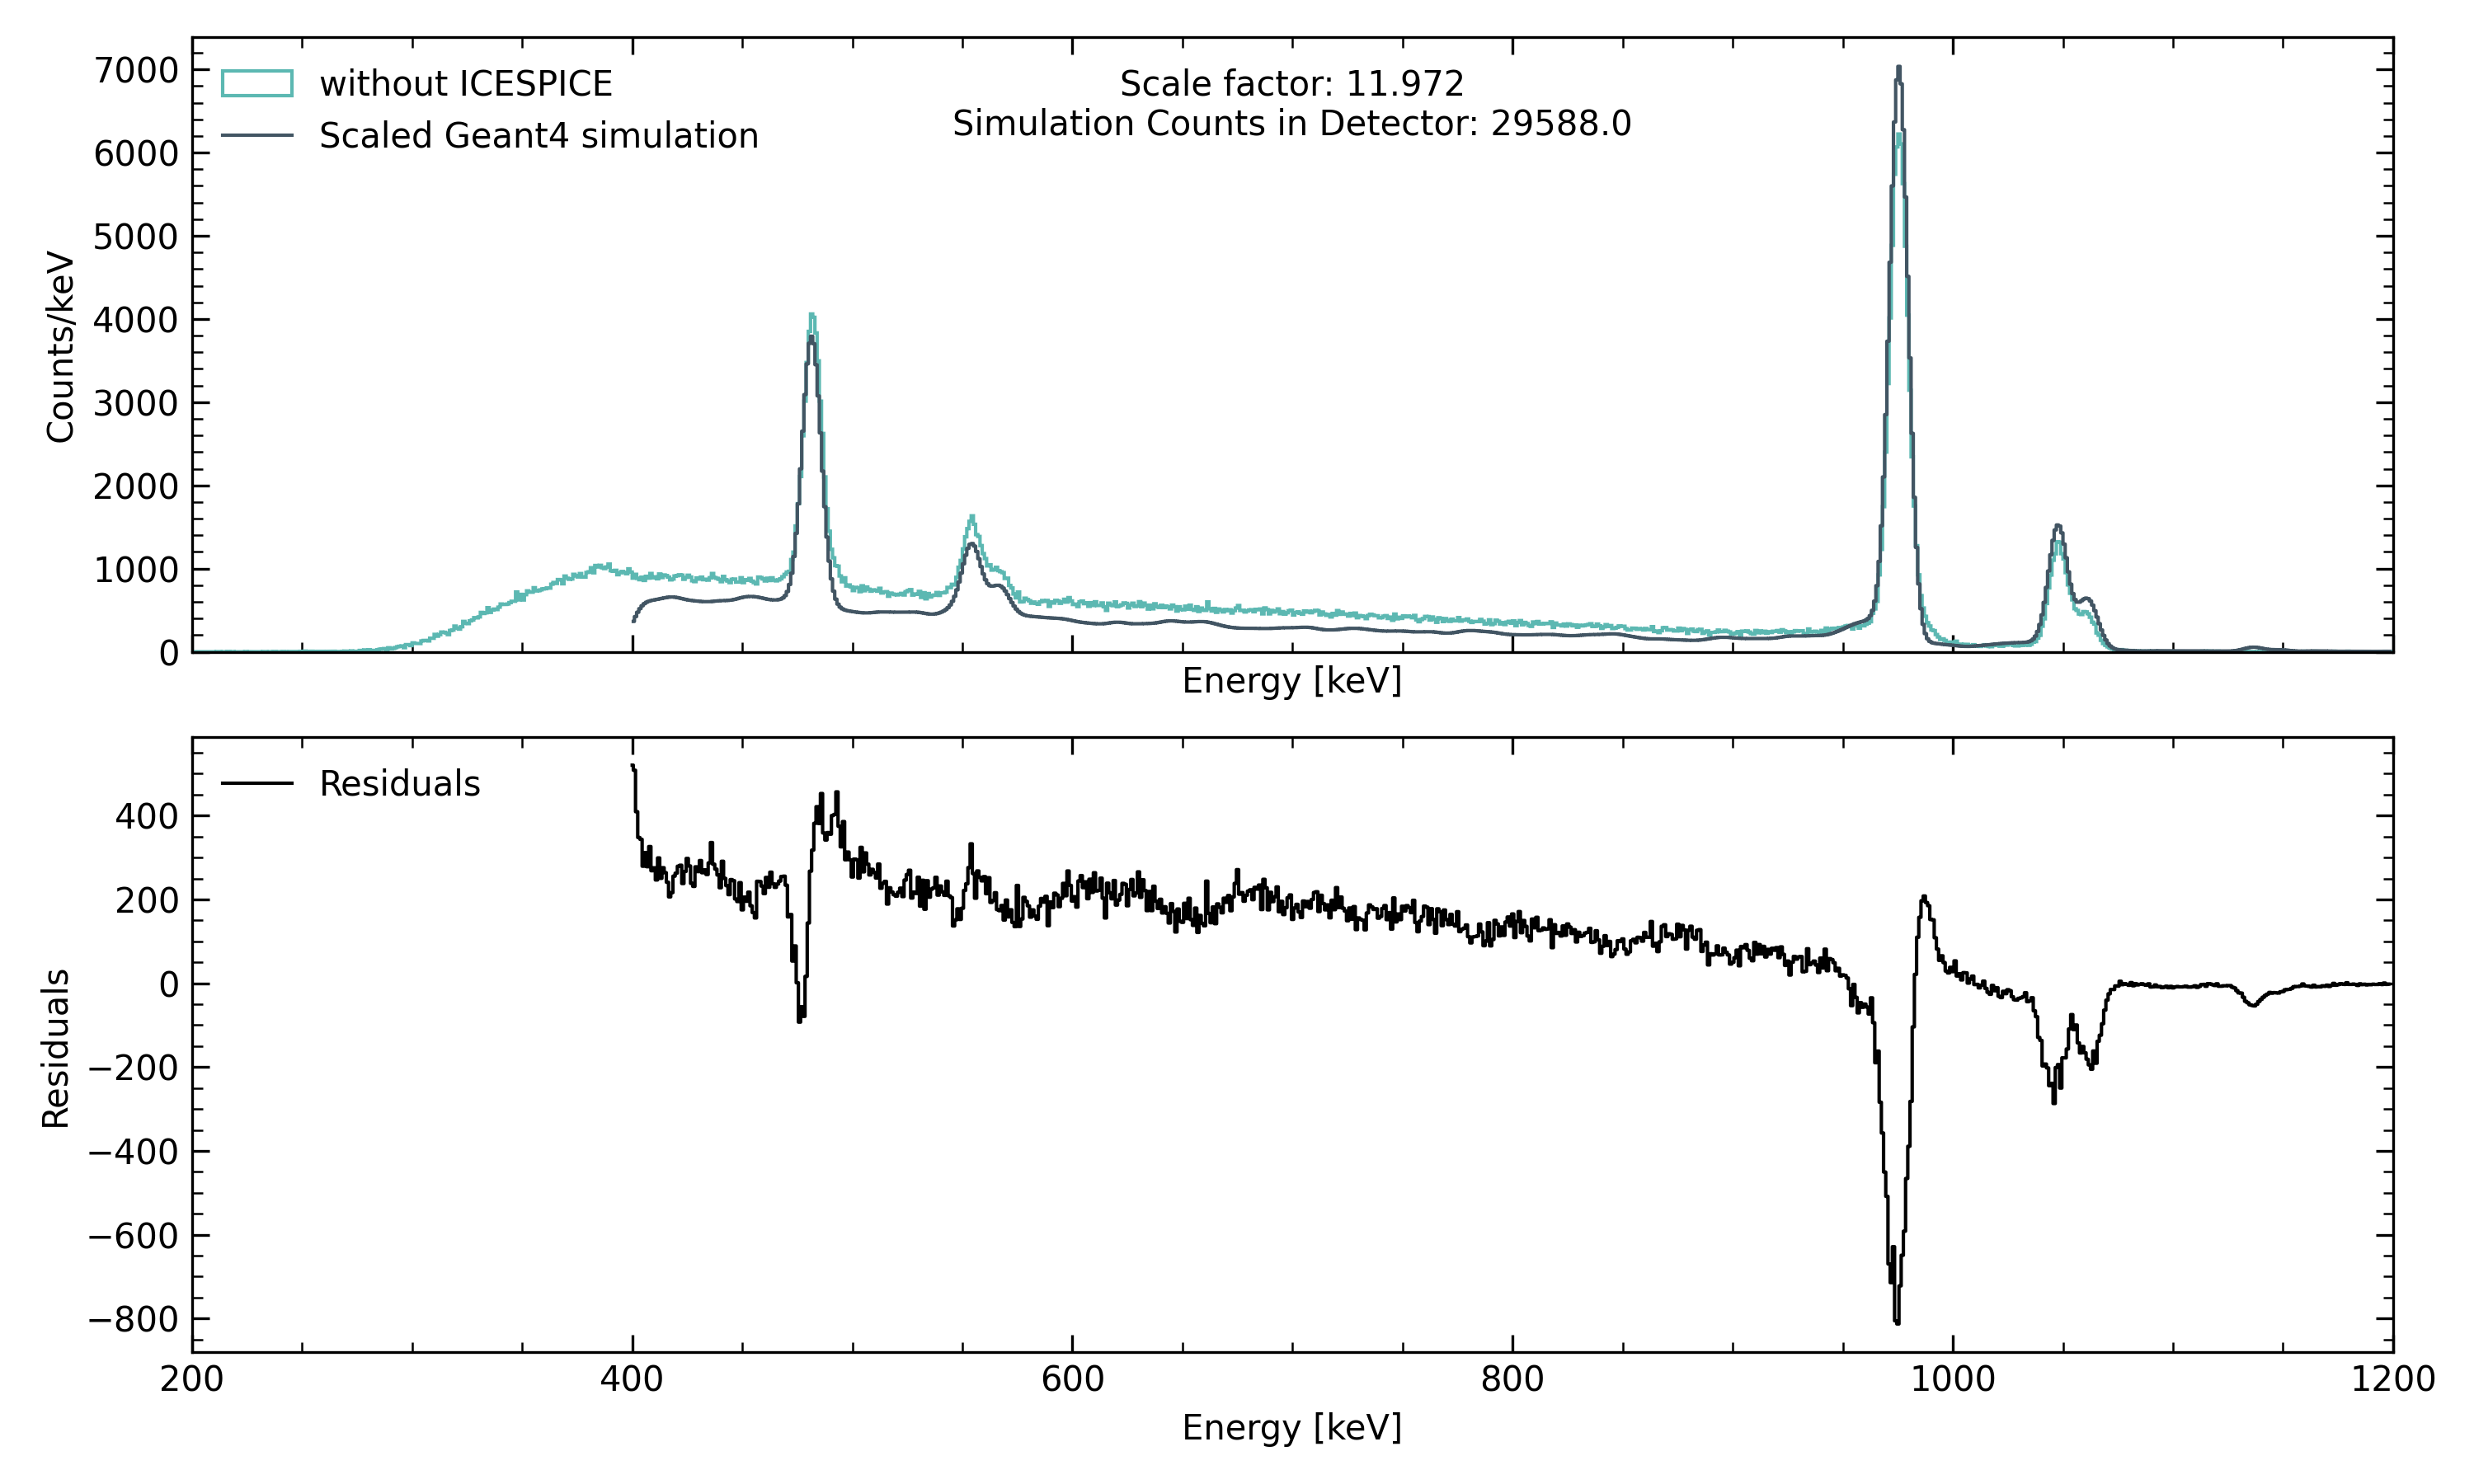 7000
6000
5000
4000
3000
2000
1000
0
Counts/keV
without ICESPICE
Scaled Geant4 simulation
Scale factor: 11.972
Simulation Counts in Detector: 29588.0
Energy [keV]
400
200
0
−200
−400
−600
−800
Residuals
Residuals
200 400 600 800 1000 1200
Energy [keV]